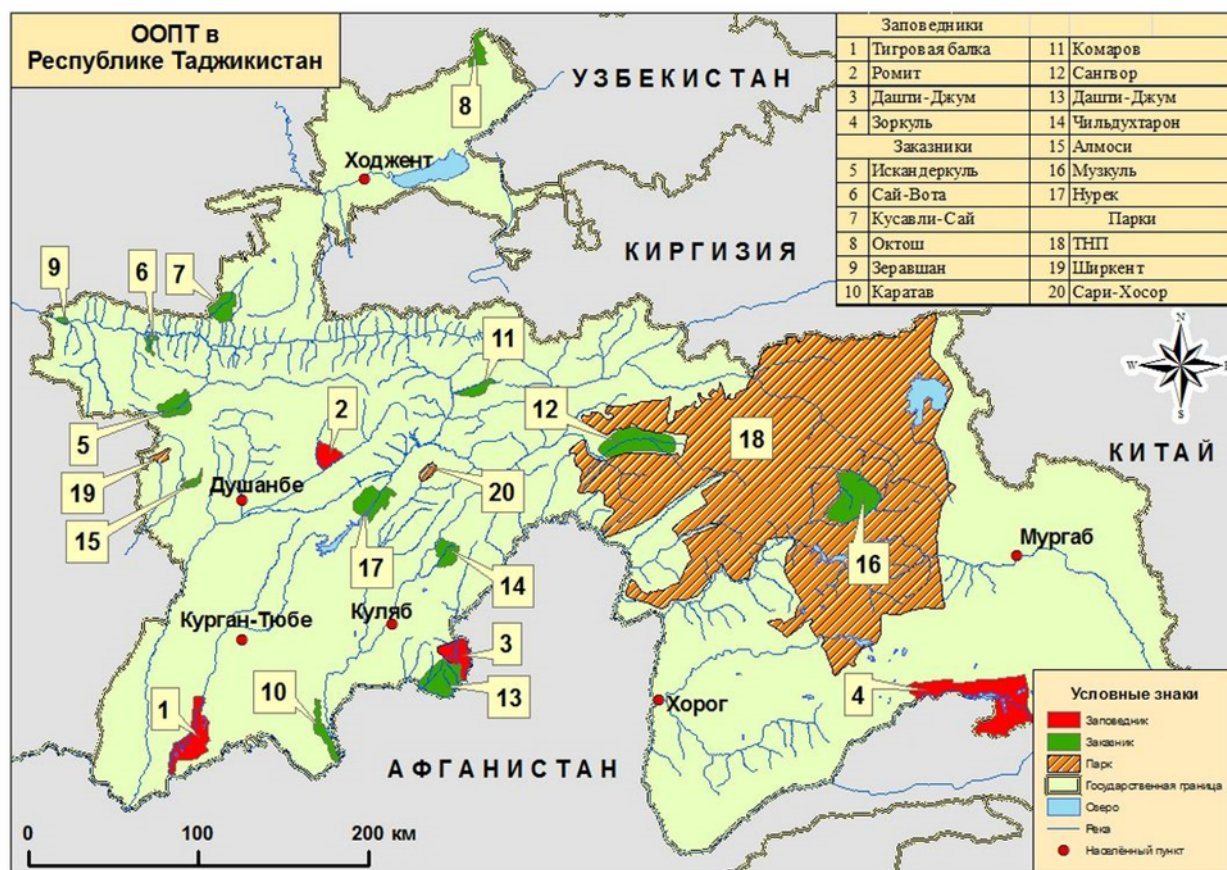 ООПТ в
Республике Таджикистан
Заповедники
1 Тигровая балка 11 Комаров
2 Ромит 12 Сангвор
3 Дашти-Джум 13 Дашти-Джум
4 Зоркуль 14 Чильдухтарон
Заказники 15 Алмоси
5 Искандеркуль 16 Музкуль
6 Сай-Вота 17 Нурек
7 Кусавли-Сай Парки
8 Октош 18 ТНП
9 Зеравшан 19 Ширкент
10 Каратав 20 Сари-Хосор
УЗБЕКИСТАН
8
Ходжент
КИРГИЗИЯ
9
6
7
N
W
E
S
11
5
2
12
18
КИТАЙ
19
Душанбе
20
15
17
14
16
Мургаб
Курган-Тюбе
Куляб
3
13
1
10
Хорог
4
АФГАНИСТАН
0 100 200 км
Условные знаки
Заповедник
Заказник
Парк
Государственная граница
Озеро
Река
Населённый пункт